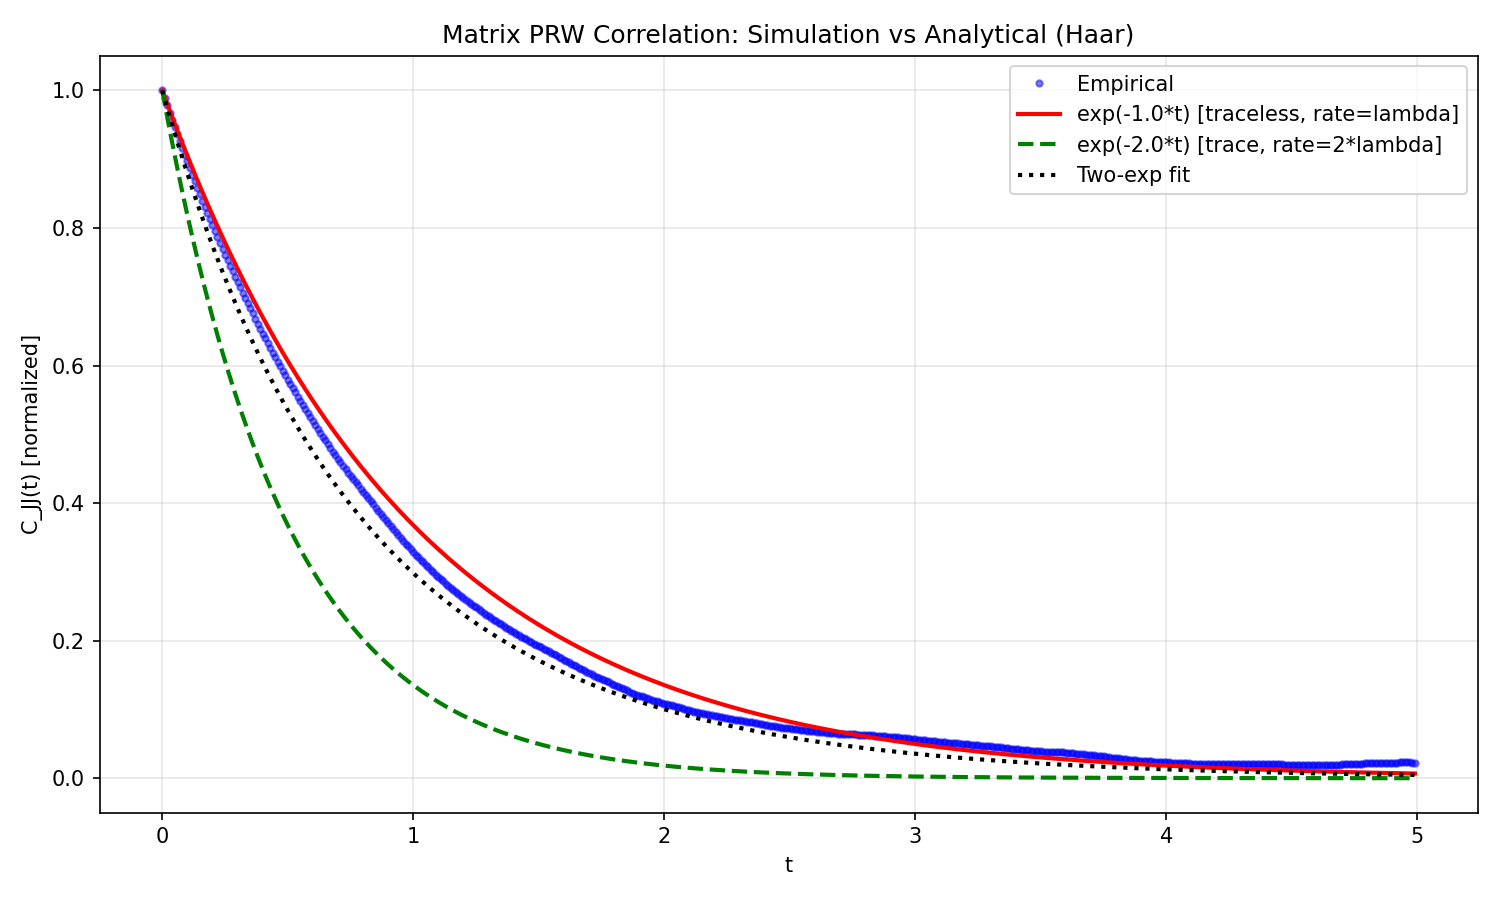 Matrix PRW Correlation: Simulation vs Analytical (Haar)
Empirical
exp(-1.0*t) [traceless, rate=lambda]
exp(-2.0*t) [trace, rate=2*lambda]
Two-exp fit
C_JJ(t) [normalized]
1.0
0.8
0.6
0.4
0.2
0.0
0 1 2 3 4 5
t